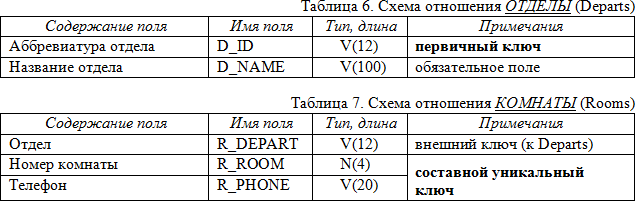 Таблица 6. Схема отношения ОТДЕЛЫ (Departs)
Содержание поля Имя поля Тип, длина Примечания
Аббревиатура отдела D_ID V(12) первичный ключ
Название отдела D_NAME V(100) обязательное поле
Таблица 7. Схема отношения КОМНАТЫ (Rooms)
Содержание поля Имя поля Тип, длина Примечания
Отдел R_DEPART V(12) внешний ключ (к Departs)
Номер комнаты R_ROOM N(4) составной уникальный
Телефон R_PHONE V(20) ключ